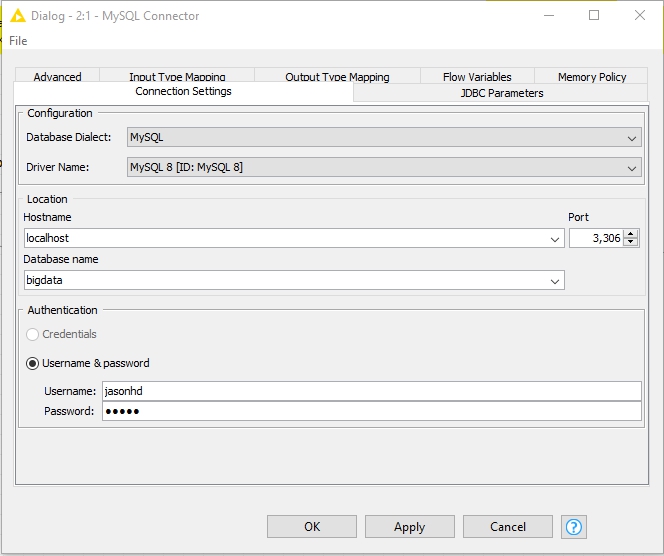 Dialog - 2:1 - MySQL Connector
File
Advanced Input Type Mapping Output Type Mapping Flow Variables Memory Policy
Connection Settings JDBC Parameters
Configuration
Database Dialect: MySQL
Driver Name: MySQL 8 [ID: MySQL 8]
Location
Hostname Port
localhost 3,306
Database name
bigdata
Authentication
Credentials
Username & password
Username: jasonhd
Password: •••••
OK Apply Cancel ?